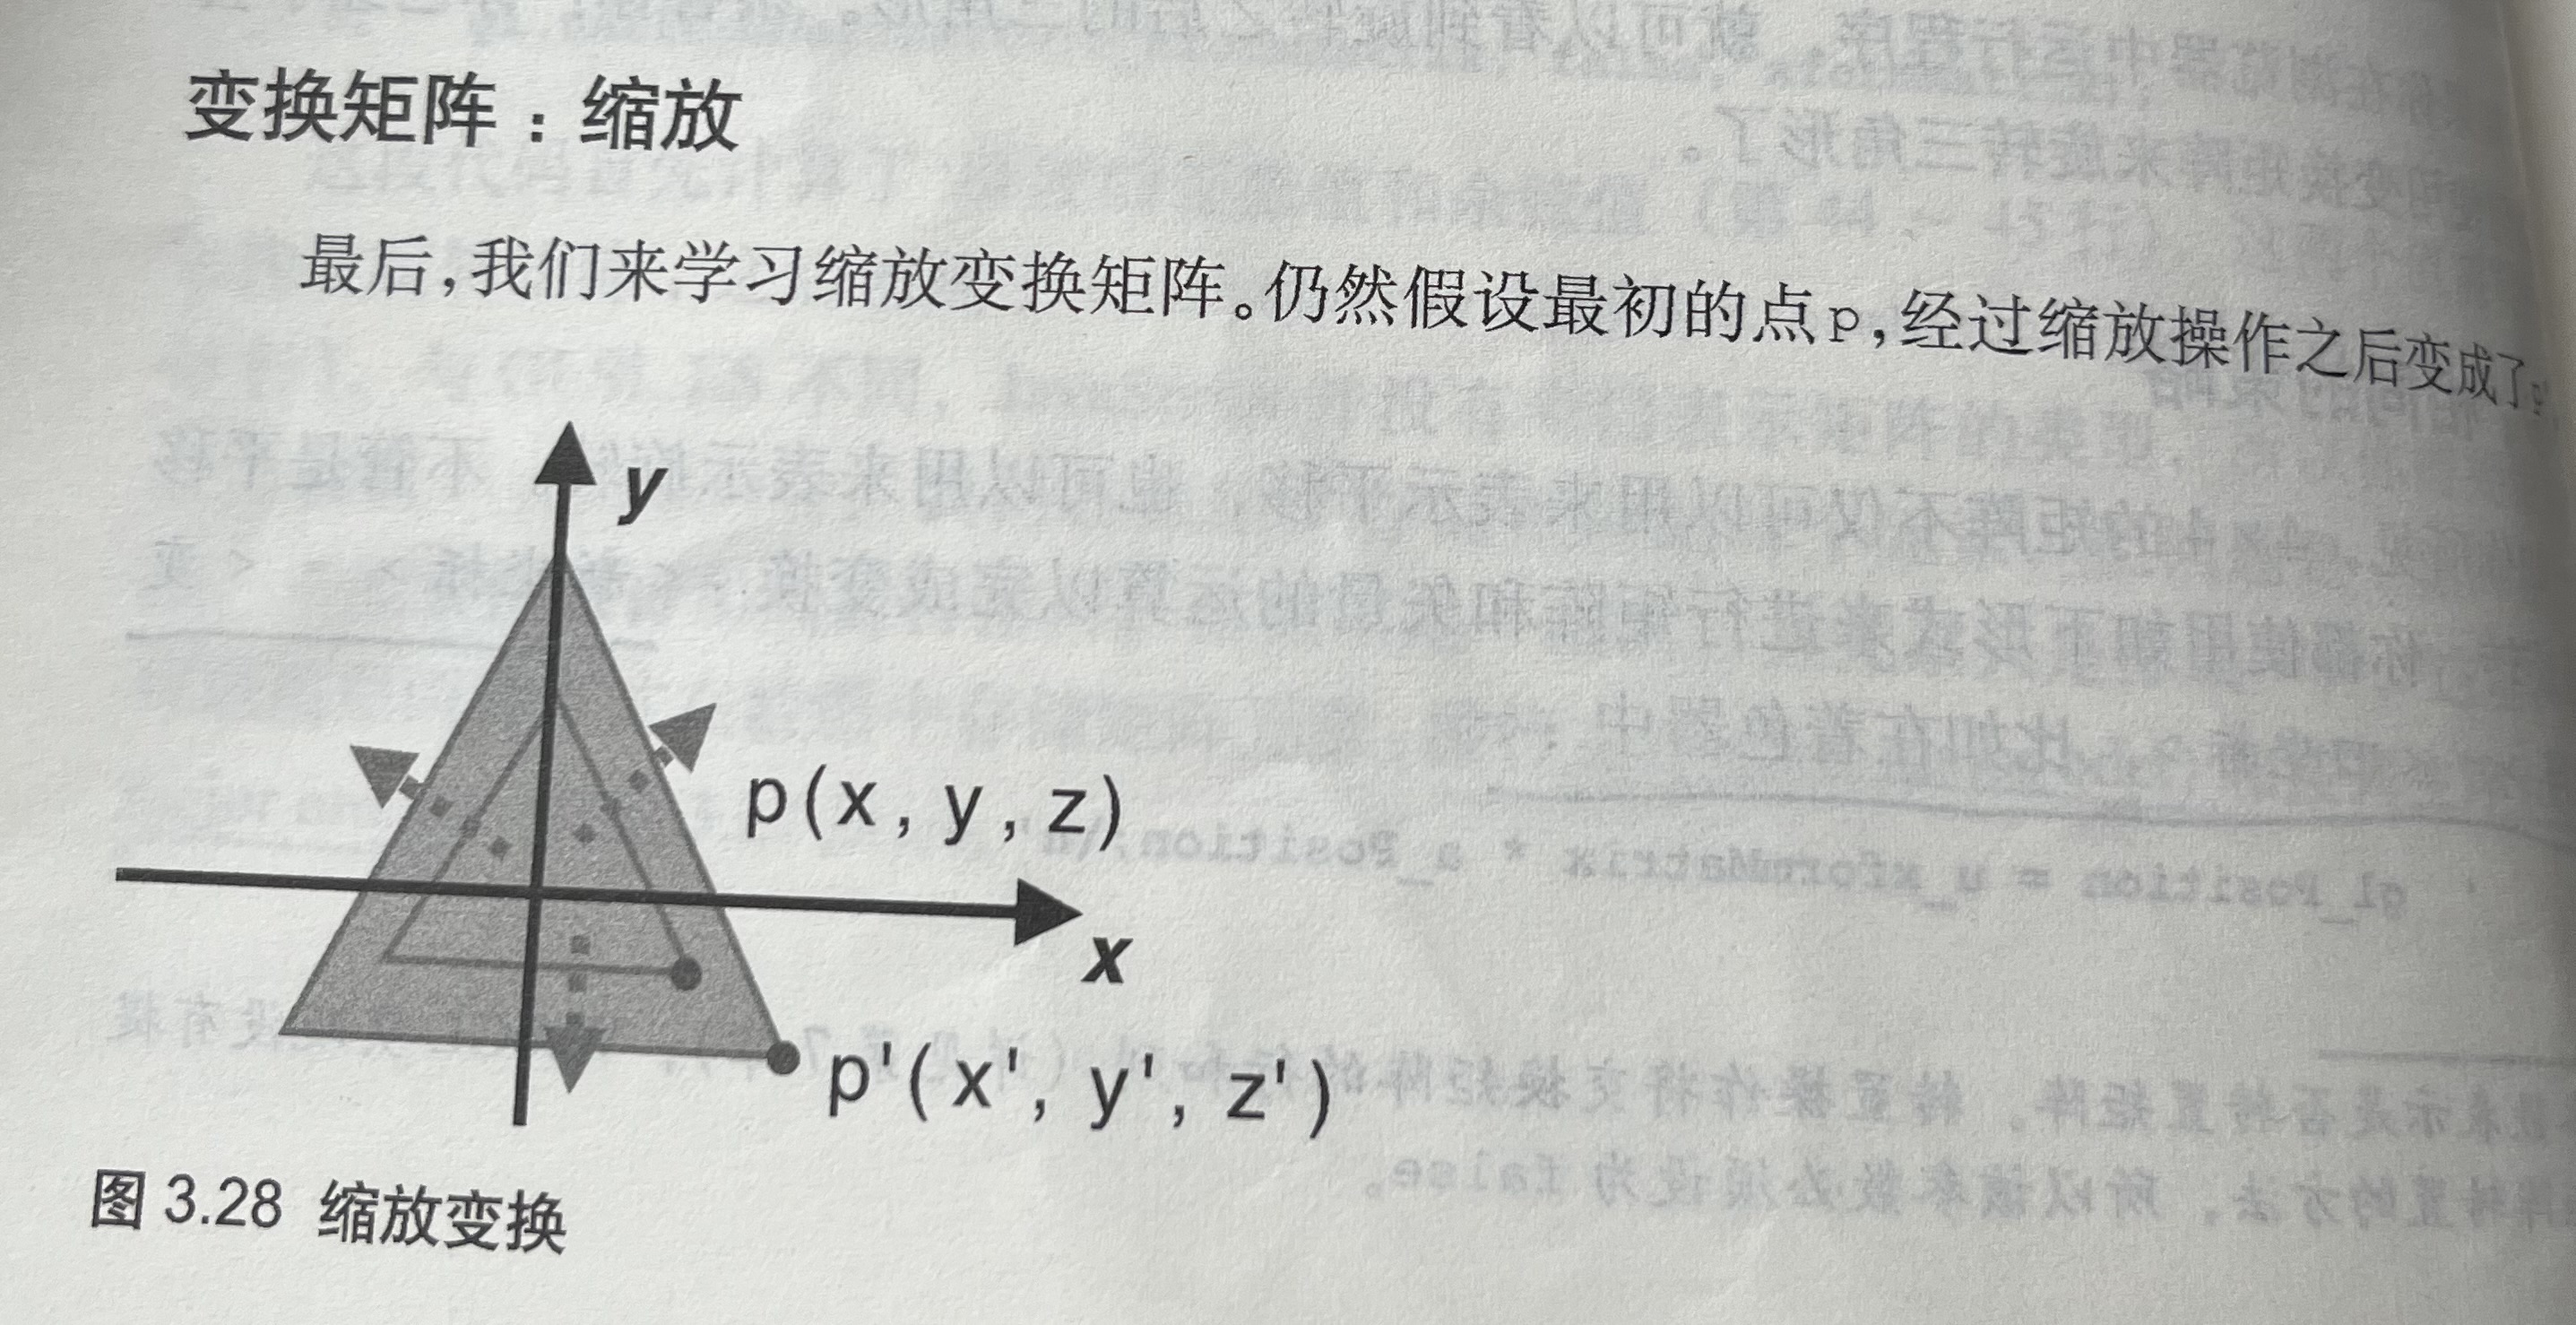 变换矩阵：缩放
最后，我们来学习缩放变换矩阵。仍然假设最初的点p，经过缩放操作之后变成了
y
p(x, y, z)
x
p'(x', y', z')
图 3.28 缩放变换